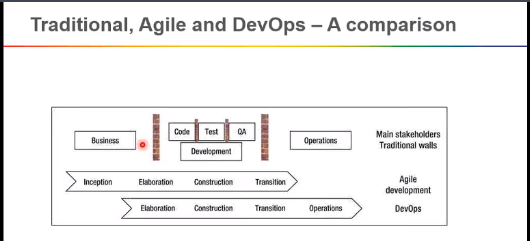 Traditional, Agile and DevOps – A comparison
Business
Code
Test
QA
Development
Operations
Main stakeholders
Traditional walls
Inception Elaboration Construction Transition
Agile
development
Elaboration Construction Transition Operations
DevOps